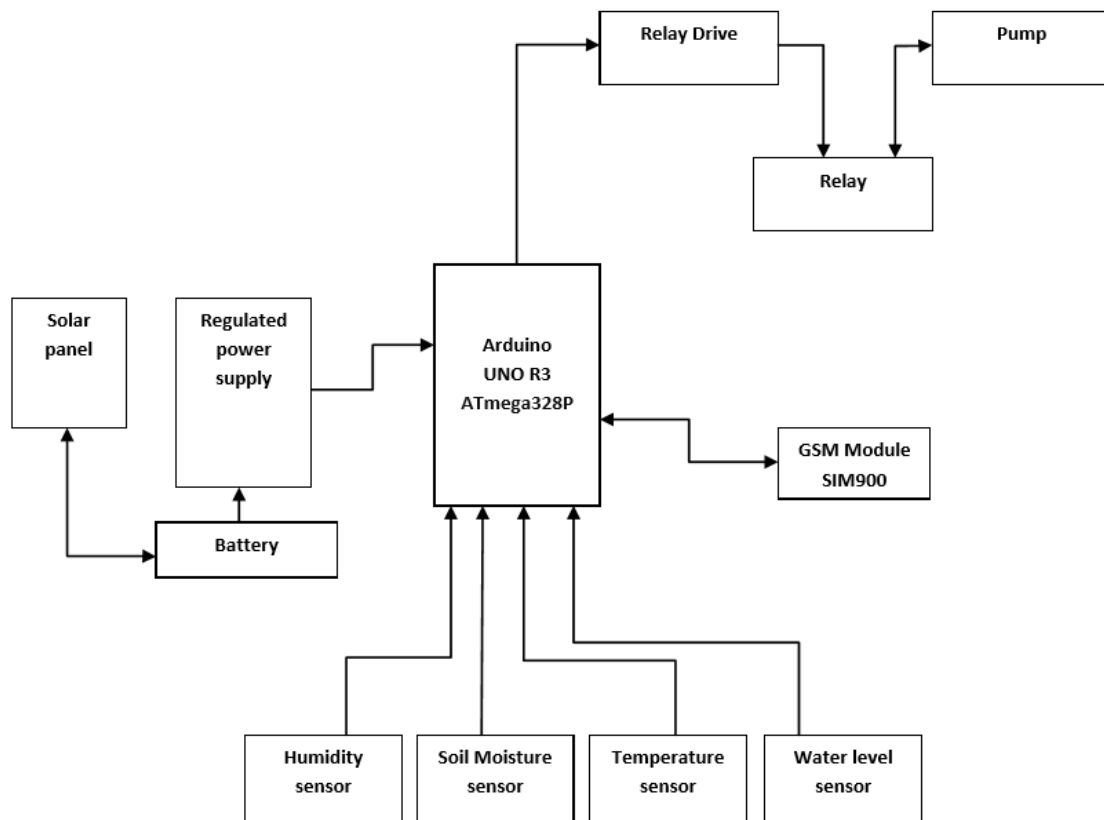 Relay Drive
Pump
Relay
Solar
panel
Regulated
power
supply
Arduino
UNO R3
ATmega328P
GSM Module
SIM900
Battery
Humidity
sensor
Soil Moisture
sensor
Temperature
sensor
Water level
sensor